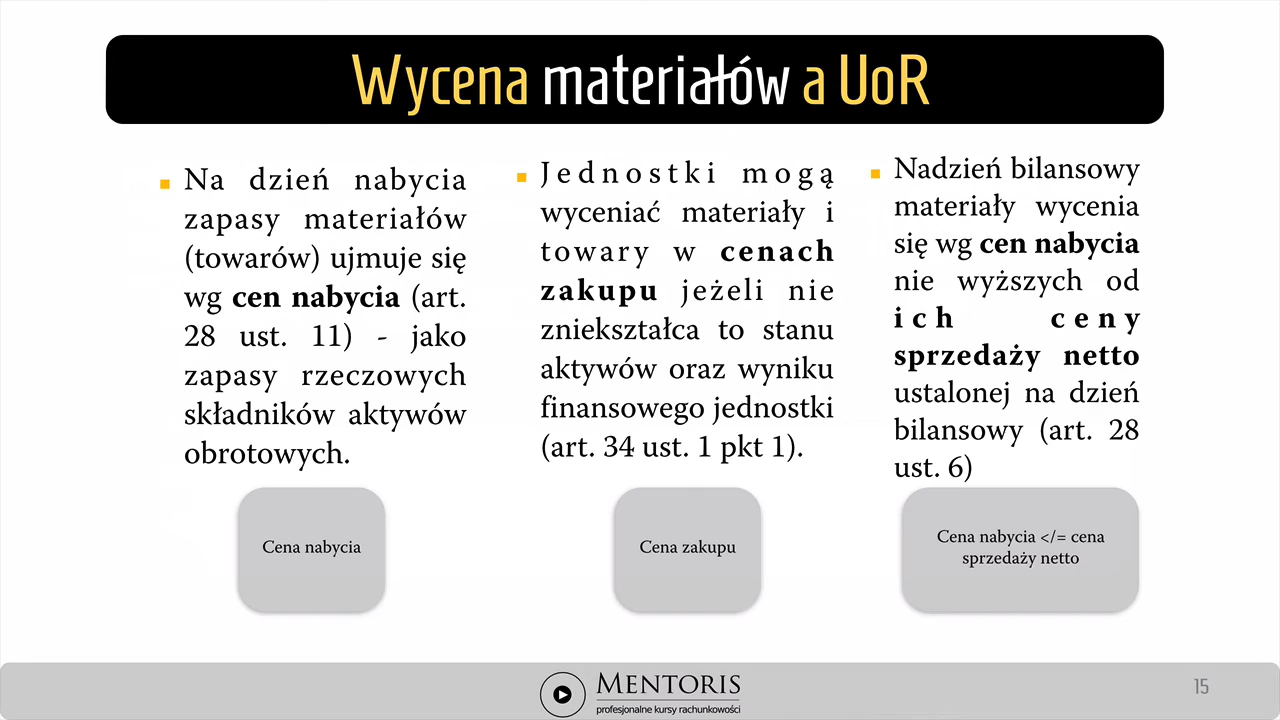 Wycena materiałów a UoR
Na dzień nabycia
zapasy materiałów
(towarów) ujmuje się
wg cen nabycia (art.
28 ust. 11) - jako
zapasy rzeczowych
składników aktywów
obrotowych.
Jednostki mogą
wyceniać materiały i
towary w cenach
zakupu jeżeli nie
zniekształca to stanu
aktywów oraz wyniku
finansowego jednostki
(art. 34 ust. 1 pkt 1).
Nadzień bilansowy
materiały wycenia
się wg cen nabycia
nie wyższych od
ich ceny
sprzedaży netto
ustalonej na dzień
bilansowy (art. 28
ust. 6)
Cena nabycia
Cena zakupu
Cena nabycia </= cena
sprzedaży netto
MENTORIS
profesjonalne kursy rachunkowości
15